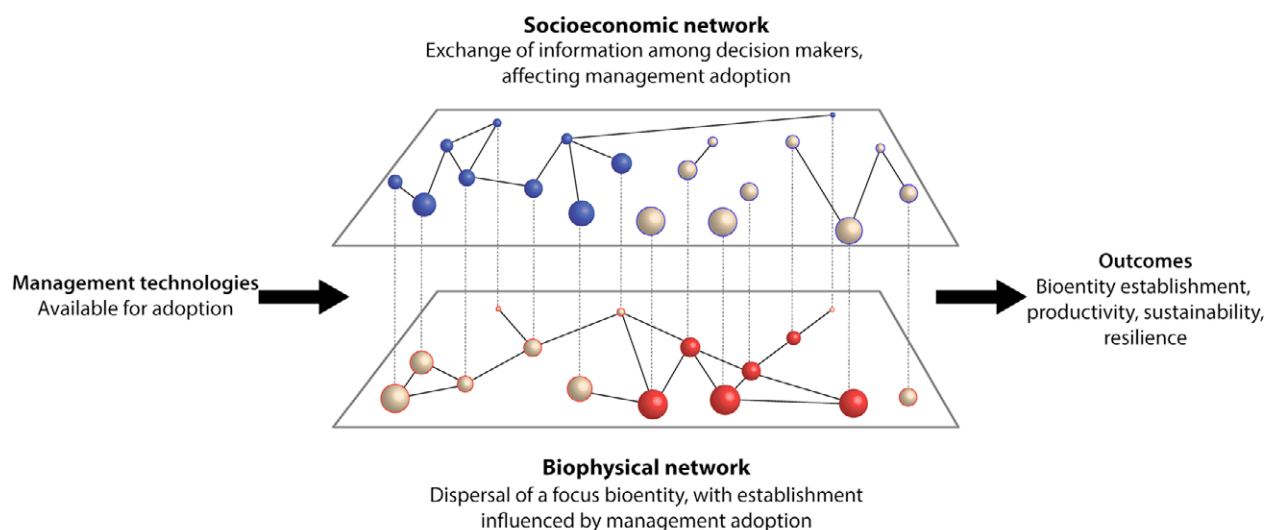 Socioeconomic network
Exchange of information among decision makers,
affecting management adoption
Management technologies
Available for adoption
Outcomes
Bioentity establishment,
productivity, sustainability,
resilience
Biophysical network
Dispersal of a focus bioentity, with establishment
influenced by management adoption